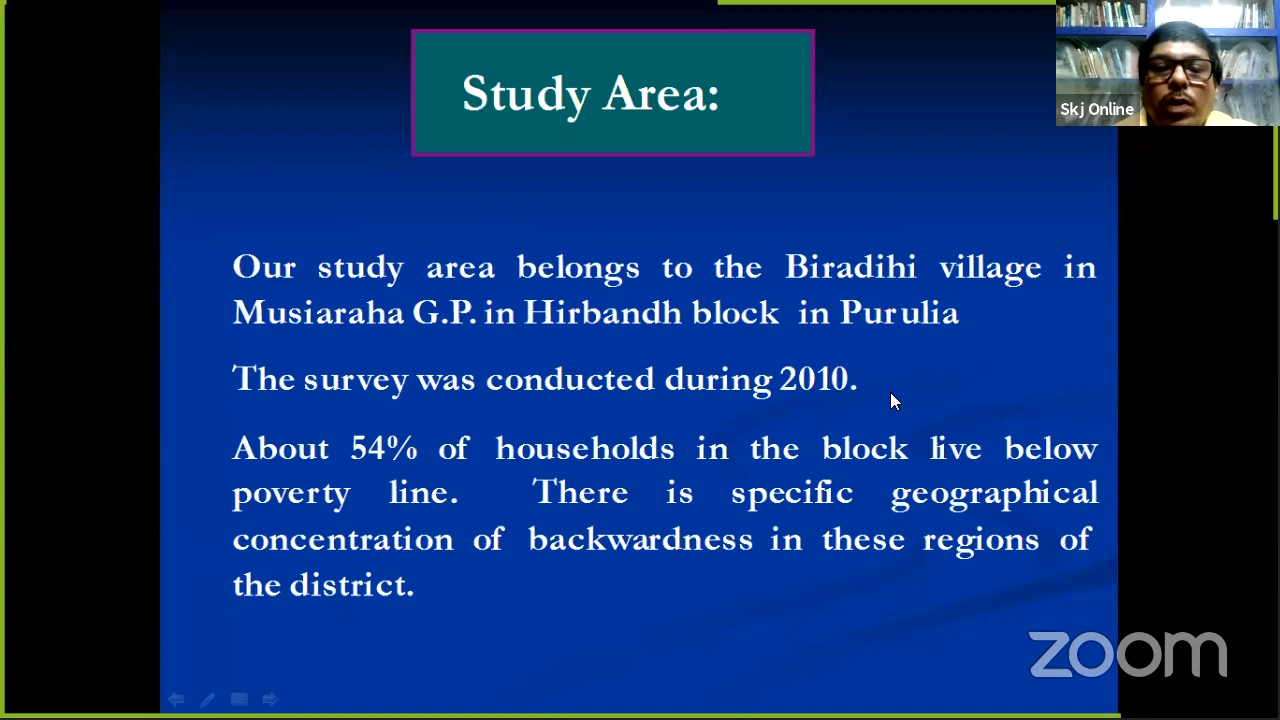 Study Area:
Skj Online
Our study area belongs to the Biradihi village in
Musiaraha G.P. in Hirbandh block in Purulia
The survey was conducted during 2010.
About 54% of households in the block live below
poverty line. There is specific geographical
concentration of backwardness in these regions of
the district.
zoom